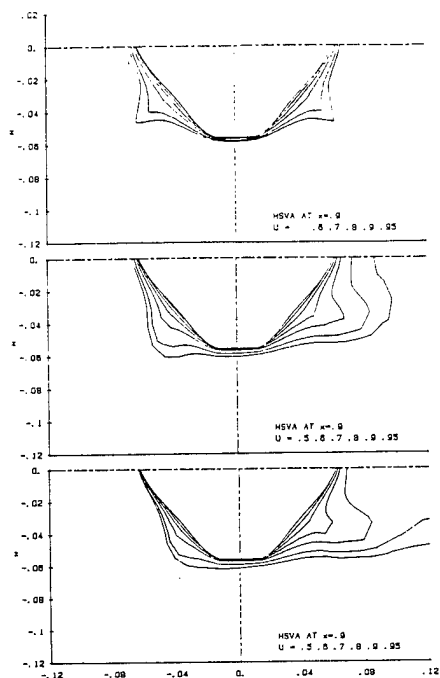 .02
0.
-.02
-.04
-.06
-.08
-.1
-.12
z
HSVA AT x=.9
U = .6 .7 .8 .9 .95
0.
-.02
-.04
-.06
-.08
-.1
-.12
z
HSVA AT x=.9
U = .5 .6 .7 .8 .9 .95
0.
-.02
-.04
-.06
-.08
-.1
-.12
z
HSVA AT x=.9
U = .5 .6 .7 .8 .9 .95
-.12 -.08 -.04 0. .04 .08 .12